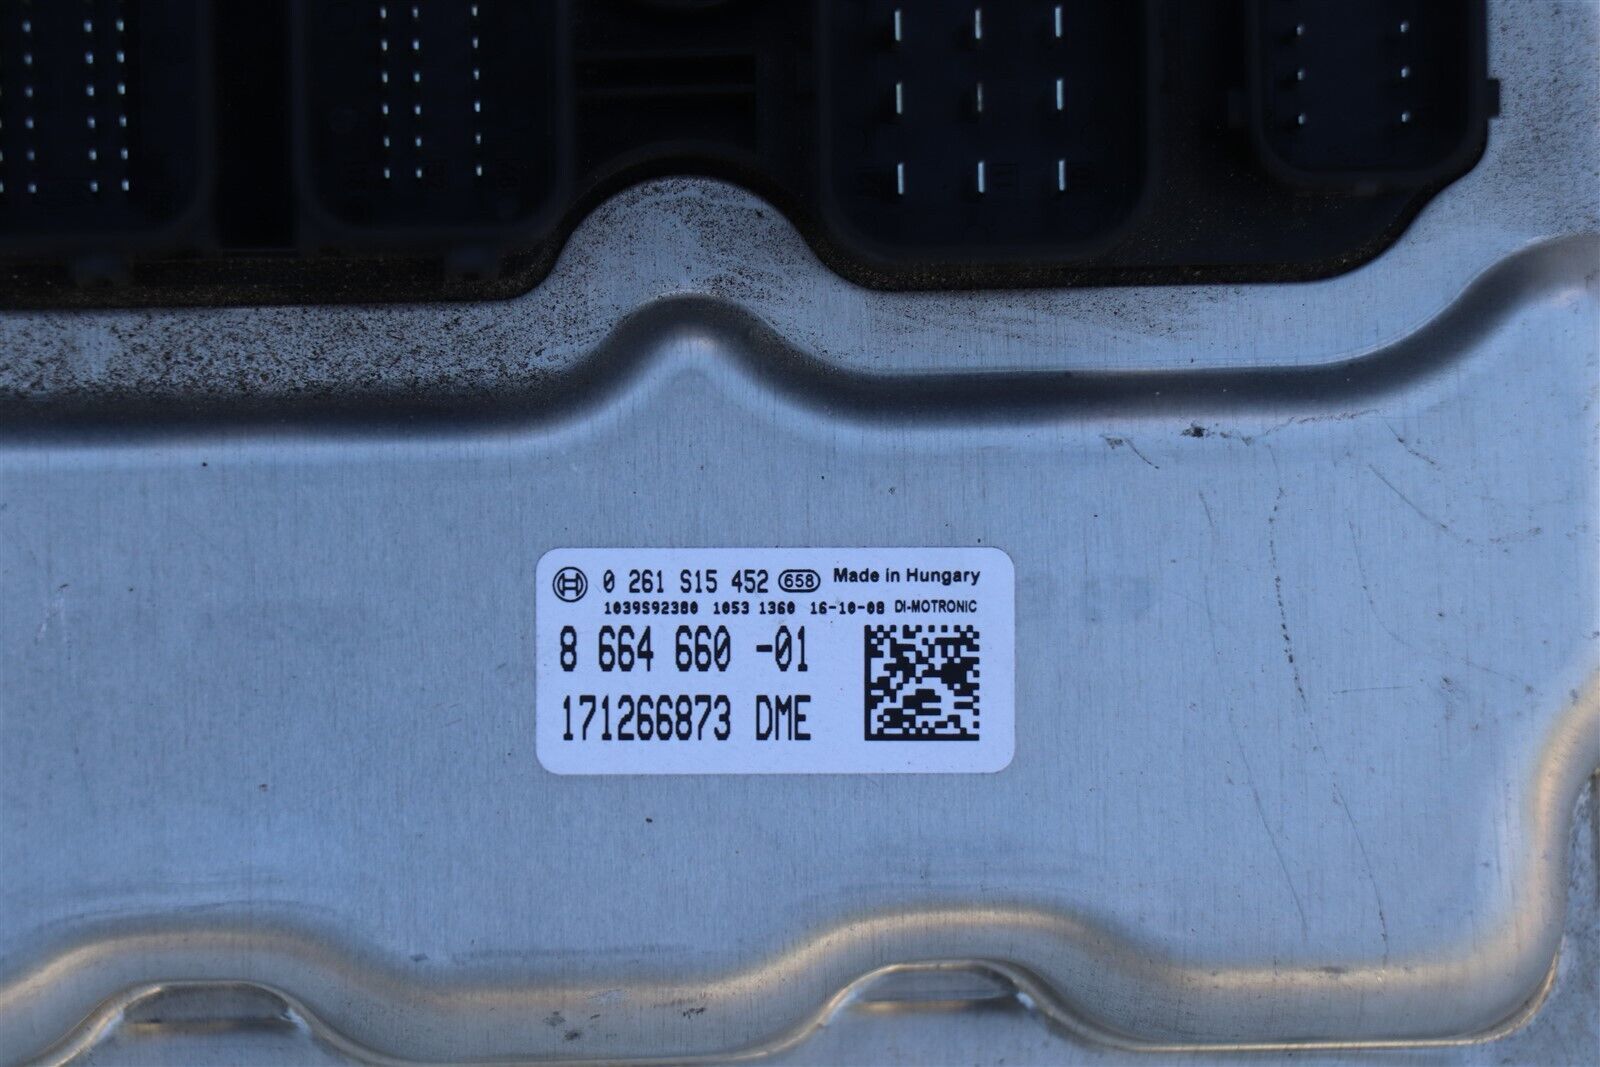 0 261 S15 452 658 Made in Hungary
1039S92380 1053 1360 16-10-08 DI-MOTRONIC
8 664 660 -01
171266873 DME